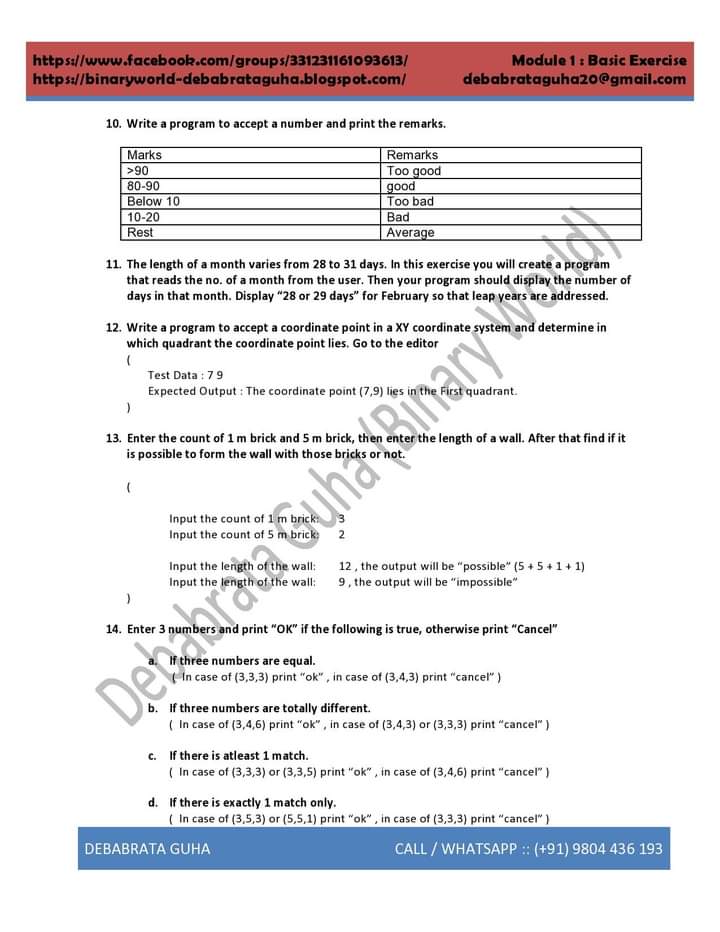 https://www.facebook.com/groups/331231161093613/ Module 1 : Basic Exercise
https://binaryworld-debabrataguha.blogspot.com/ debabrataguha20@gmail.com
10. Write a program to accept a number and print the remarks.
Marks Remarks
>90 Too good
80-90 good
Below 10 Too bad
10-20 Bad
Rest Average
11. The length of a month varies from 28 to 31 days. In this exercise you will create a program
that reads the no. of a month from the user. Then your program should display the number of
days in that month. Display “28 or 29 days” for February so that leap years are addressed.
12. Write a program to accept a coordinate point in a XY coordinate system and determine in
which quadrant the coordinate point lies. Go to the editor
(
Test Data : 7 9
Expected Output : The coordinate point (7,9) lies in the First quadrant.
)
13. Enter the count of 1 m brick and 5 m brick, then enter the length of a wall. After that find if it
is possible to form the wall with those bricks or not.
(
Input the count of 1 m brick: 3
Input the count of 5 m brick: 2
Input the length of the wall: 12 , the output will be “possible” (5 + 5 + 1 + 1)
Input the length of the wall: 9 , the output will be “impossible”
)
14. Enter 3 numbers and print “OK” if the following is true, otherwise print “Cancel”
a. If three numbers are equal.
( In case of (3,3,3) print “ok” , in case of (3,4,3) print “cancel” )
b. If three numbers are totally different.
( In case of (3,4,6) print “ok” , in case of (3,4,3) or (3,3,3) print “cancel” )
c. If there is atleast 1 match.
( In case of (3,3,3) or (3,3,5) print “ok” , in case of (3,4,6) print “cancel” )
d. If there is exactly 1 match only.
( In case of (3,5,3) or (5,5,1) print “ok” , in case of (3,3,3) print “cancel” )
Debabrata Guha (Binary World)
DEBABRATA GUHA CALL / WHATSAPP :: (+91) 9804 436 193